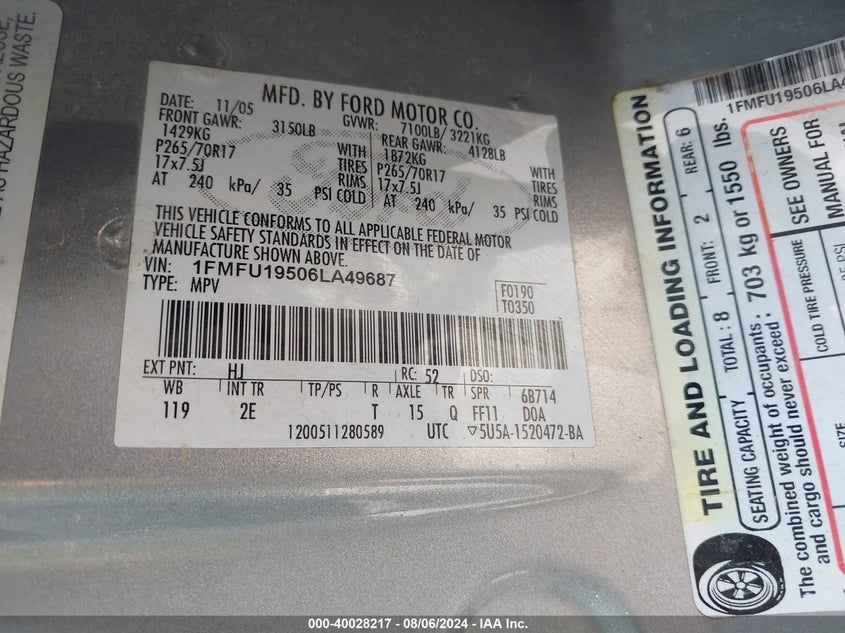 HAZARDOUS WASTE.
MFD. BY FORD MOTOR CO.
DATE: 11/05 GVWR: 7100LB/ 3221KG
FRONT GAWR: 3150LB REAR GAWR: 4128LB
1429KG WITH 1872KG WITH
P265/70R17 TIRES P265/70R17 TIRES
17x7.5J RIMS 17x7.5J RIMS
AT 240 kPa/ 35 PSI COLD AT 240 kPa/ 35 PSI COLD
THIS VEHICLE CONFORMS TO ALL APPLICABLE FEDERAL MOTOR
VEHICLE SAFETY STANDARDS IN EFFECT ON THE DATE OF
MANUFACTURE SHOWN ABOVE.
VIN: 1FMFU19506LA49687
TYPE: MPV
F0190
T0350
EXT PNT: HJ RC: 52 DSO:
WB INT TR TP/PS R AXLE TR SPR 6B714
119 2E T 15 Q FF11 D0A
1200511280589 UTC ▽5U5A-1520472-BA
1FMFU19506LA4
TIRE AND LOADING INFORMATION
SEATING CAPACITY TOTAL: 8 FRONT: 2 REAR: 6
The combined weight of occupants
and cargo should never exceed: 703 kg or 1550 lbs.
SIZE COLD TIRE PRESSURE SEE OWNERS
MANUAL FOR
000-40028217 - 08/06/2024 - IAAI.com